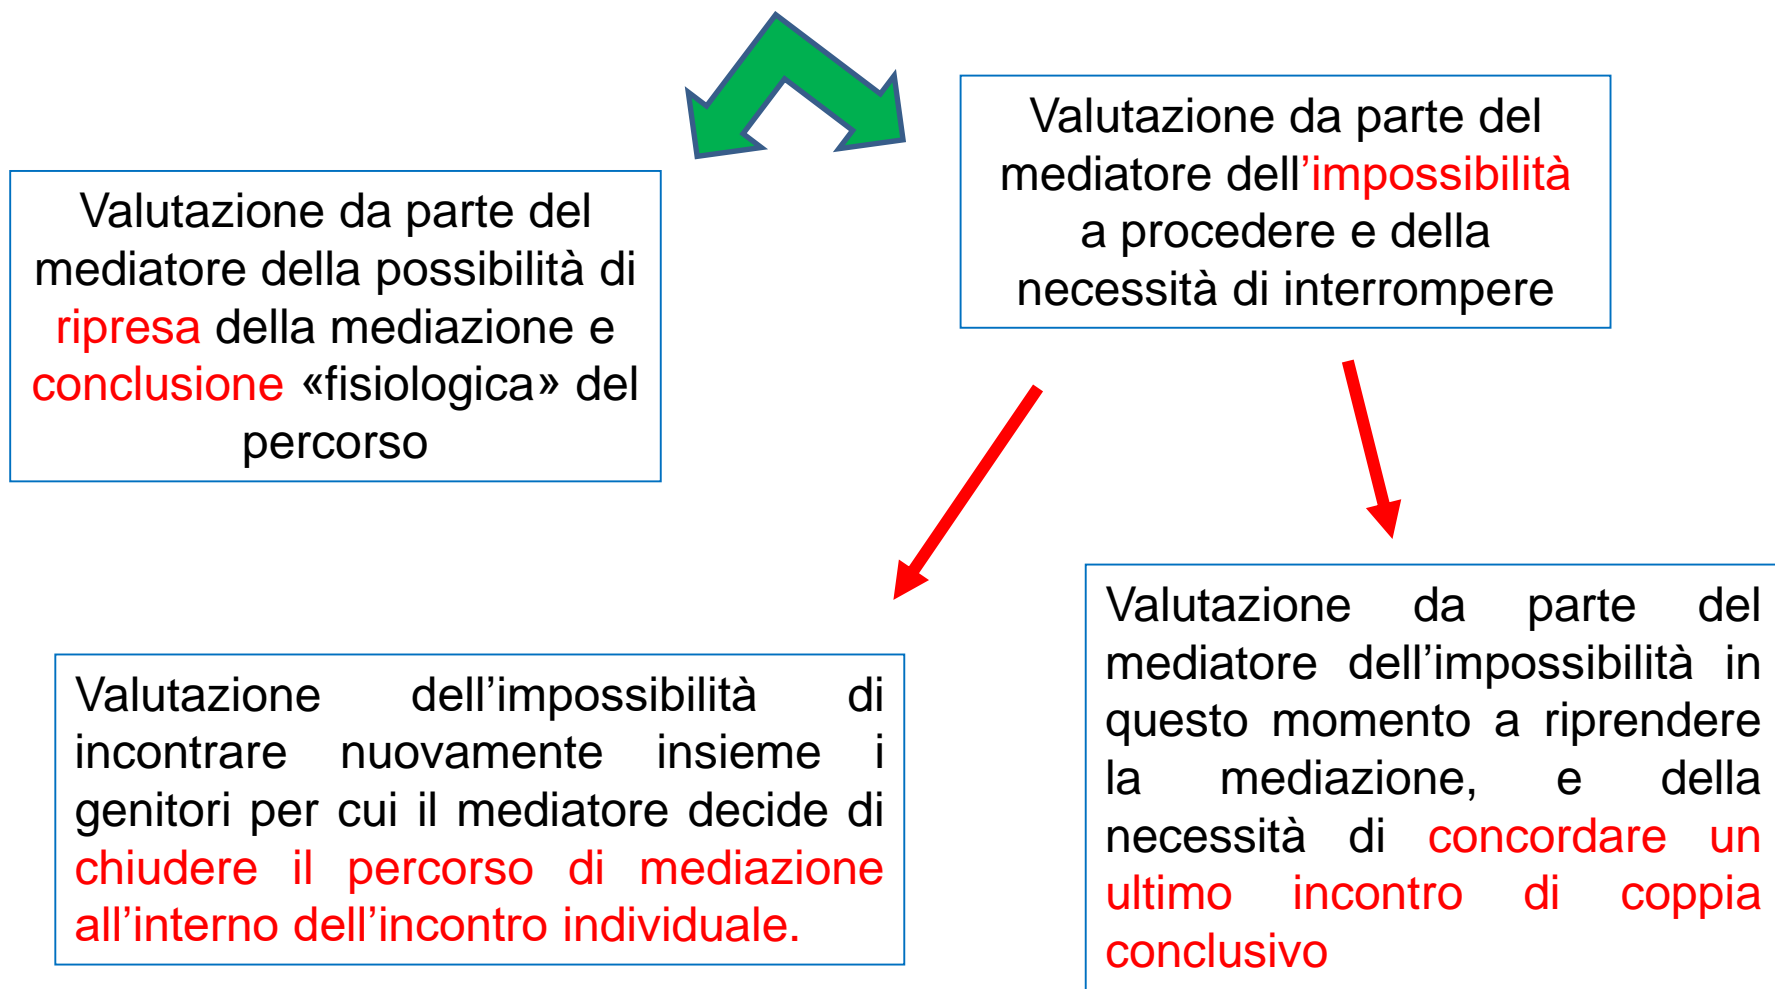 Valutazione da parte del
mediatore della possibilità di
ripresa della mediazione e
conclusione «fisiologica» del
percorso
Valutazione da parte del
mediatore dell’impossibilità
a procedere e della
necessità di interrompere
Valutazione dell’impossibilità di
incontrare nuovamente insieme i
genitori per cui il mediatore decide di
chiudere il percorso di mediazione
all’interno dell’incontro individuale.
Valutazione da parte del
mediatore dell’impossibilità in
questo momento a riprendere
la mediazione, e della
necessità di concordare un
ultimo incontro di coppia
conclusivo